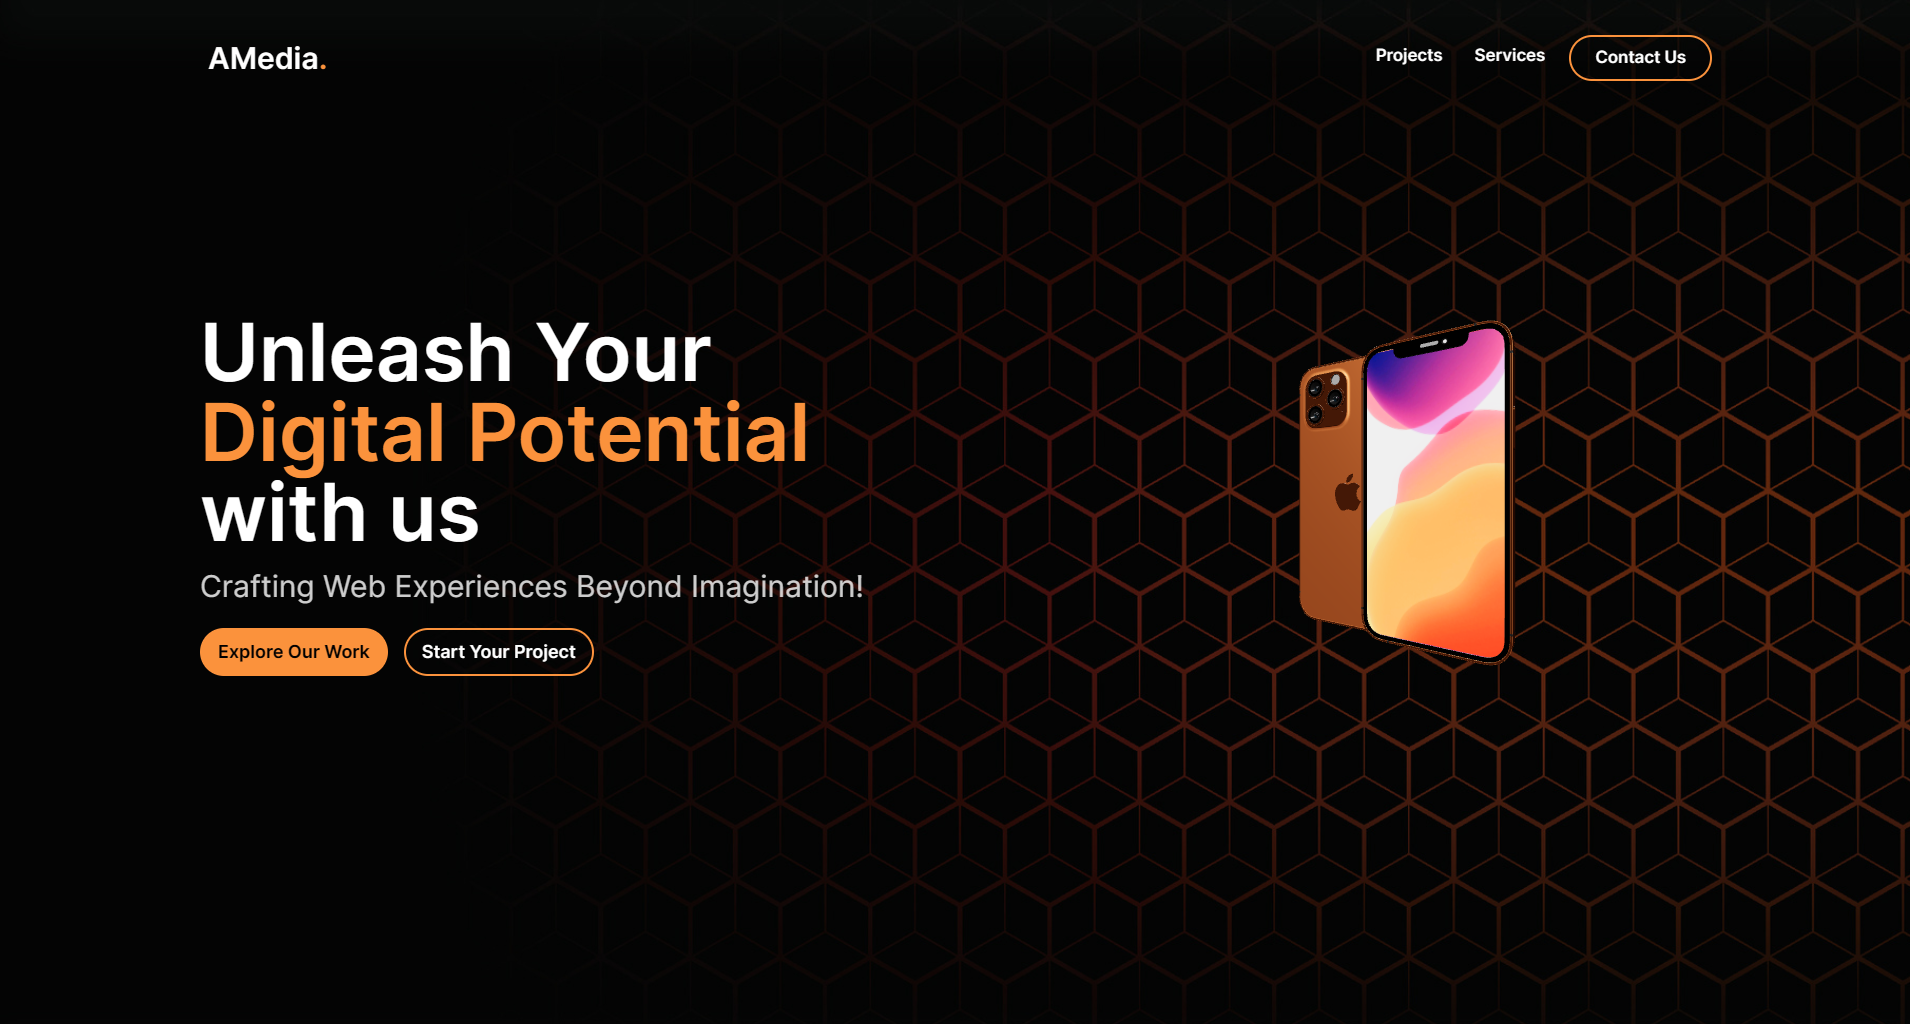 AMedia.
Projects
Services
Contact Us
Unleash Your
Digital Potential
with us
Crafting Web Experiences Beyond Imagination!
Explore Our Work
Start Your Project